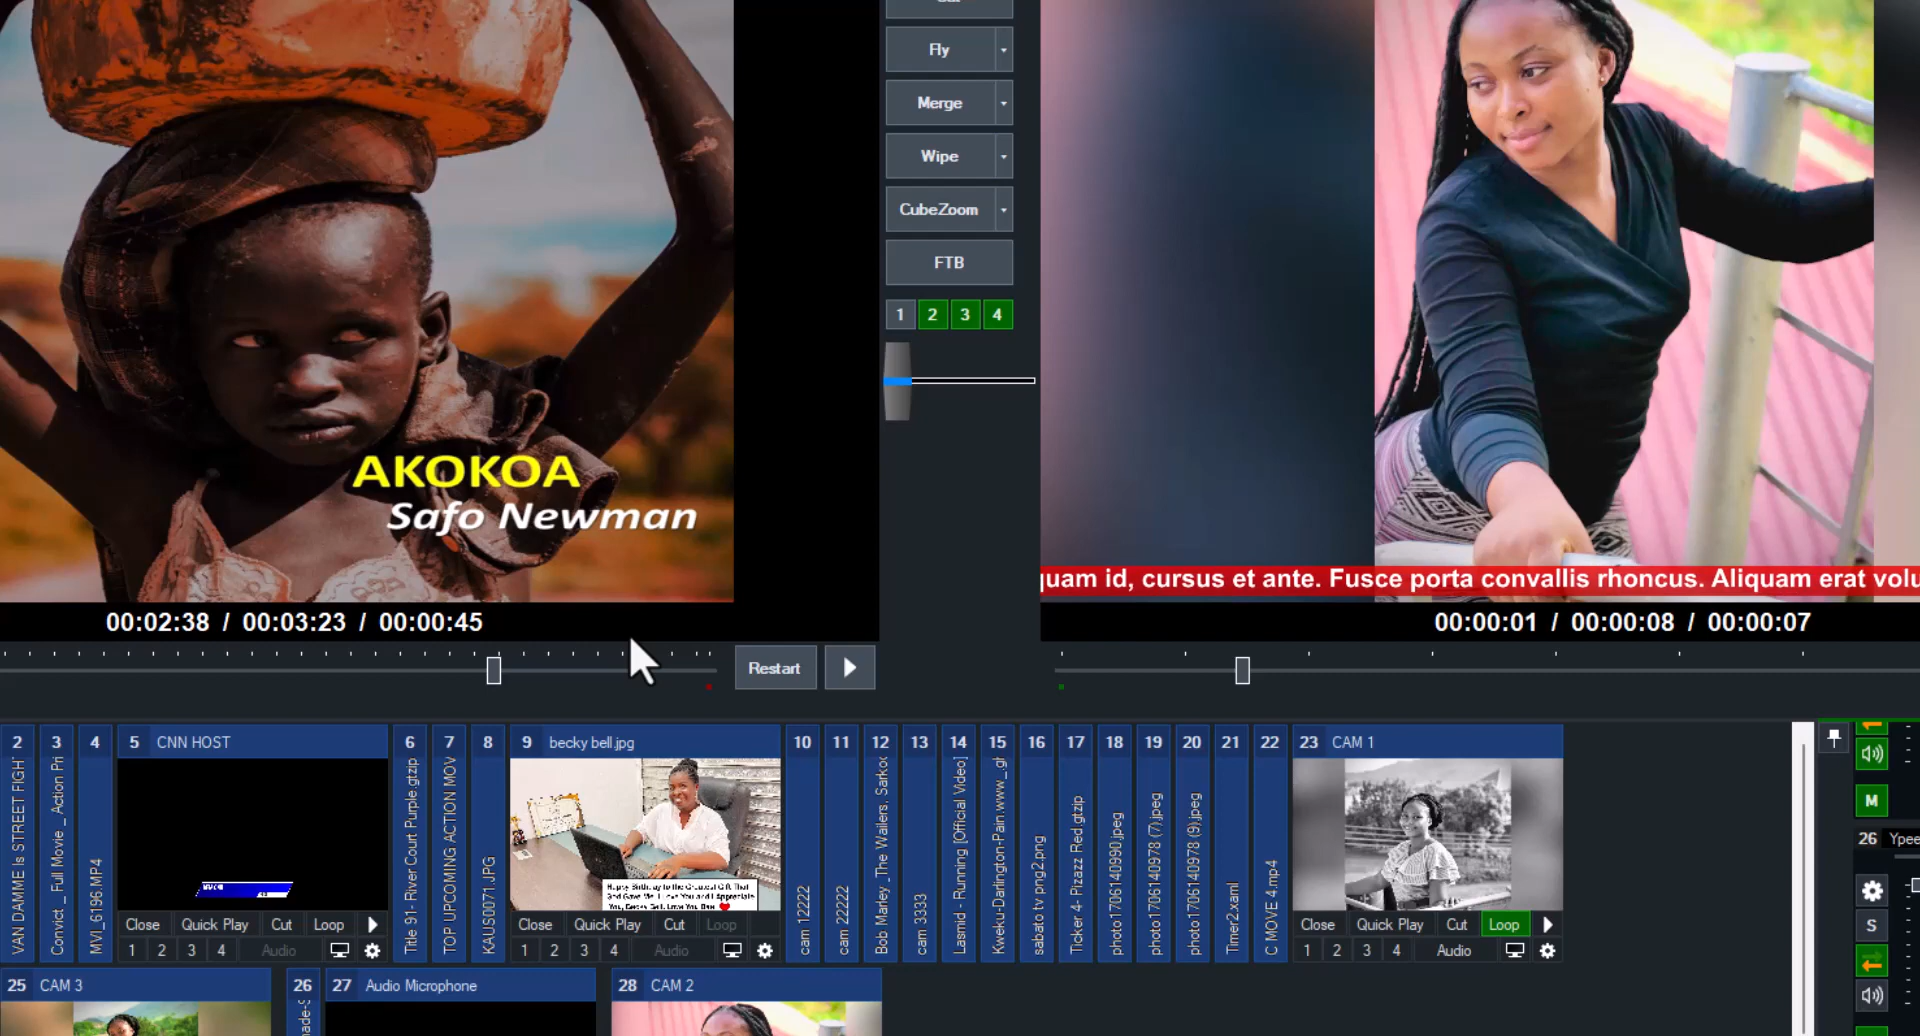 Fly
Merge
Wipe
CubeZoom
FTB
1 2 3 4
AKOKOA
Safo Newman
quam id, cursus et ante. Fusce porta convallis rhoncus. Aliquam erat volu
00:02:38 / 00:03:23 / 00:00:45
00:00:01 / 00:00:08 / 00:00:07
Restart
2
VAN DAMME Is STREET FIGHT
3
Convict _ Full Movie _ Action Pri
4
MVI_6196.MP4
5 CNN HOST
Close Quick Play Cut Loop
1 2 3 4 Audio
6
Title 91- River Court Purple.gtzip
7
TOP UPCOMING ACTION MOV
8
KAUS0071.JPG
9 becky bell.jpg
Close Quick Play Cut Loop
1 2 3 4 Audio
10
cam 12222
11
cam 22222
12
Bob Marley _The Wailers, Sarkod
13
cam 3333
14
Lasmid - Running [Official Video]
15
Kweku-Darlington-Pain.www_.gh
16
sabato tv png2.png
17
Ticker 4- Pizazz Red.gtzip
18
photo1706140990.jpeg
19
photo1706140978 (7).jpeg
20
photo1706140978 (9).jpeg
21
Timer2.xaml
22
C MOVE 4.mp4
23 CAM 1
Close Quick Play Cut Loop
1 2 3 4 Audio
M
26 Ypee
S
25 CAM 3
26
27 Audio Microphone
28 CAM 2